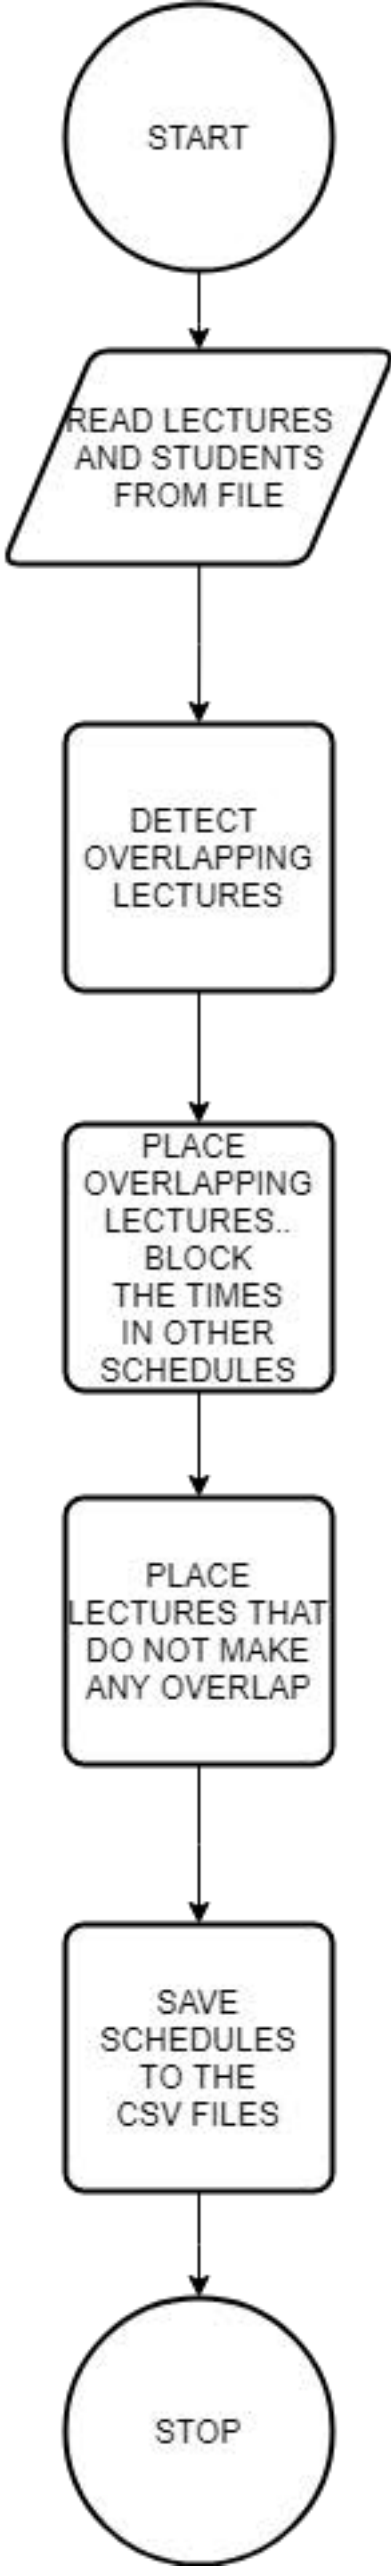 START
READ LECTURES
AND STUDENTS
FROM FILE
DETECT
OVERLAPPING
LECTURES
PLACE
OVERLAPPING
LECTURES..
BLOCK
THE TIMES
IN OTHER
SCHEDULES
PLACE
LECTURES THAT
DO NOT MAKE
ANY OVERLAP
SAVE
SCHEDULES
TO THE
CSV FILES
STOP